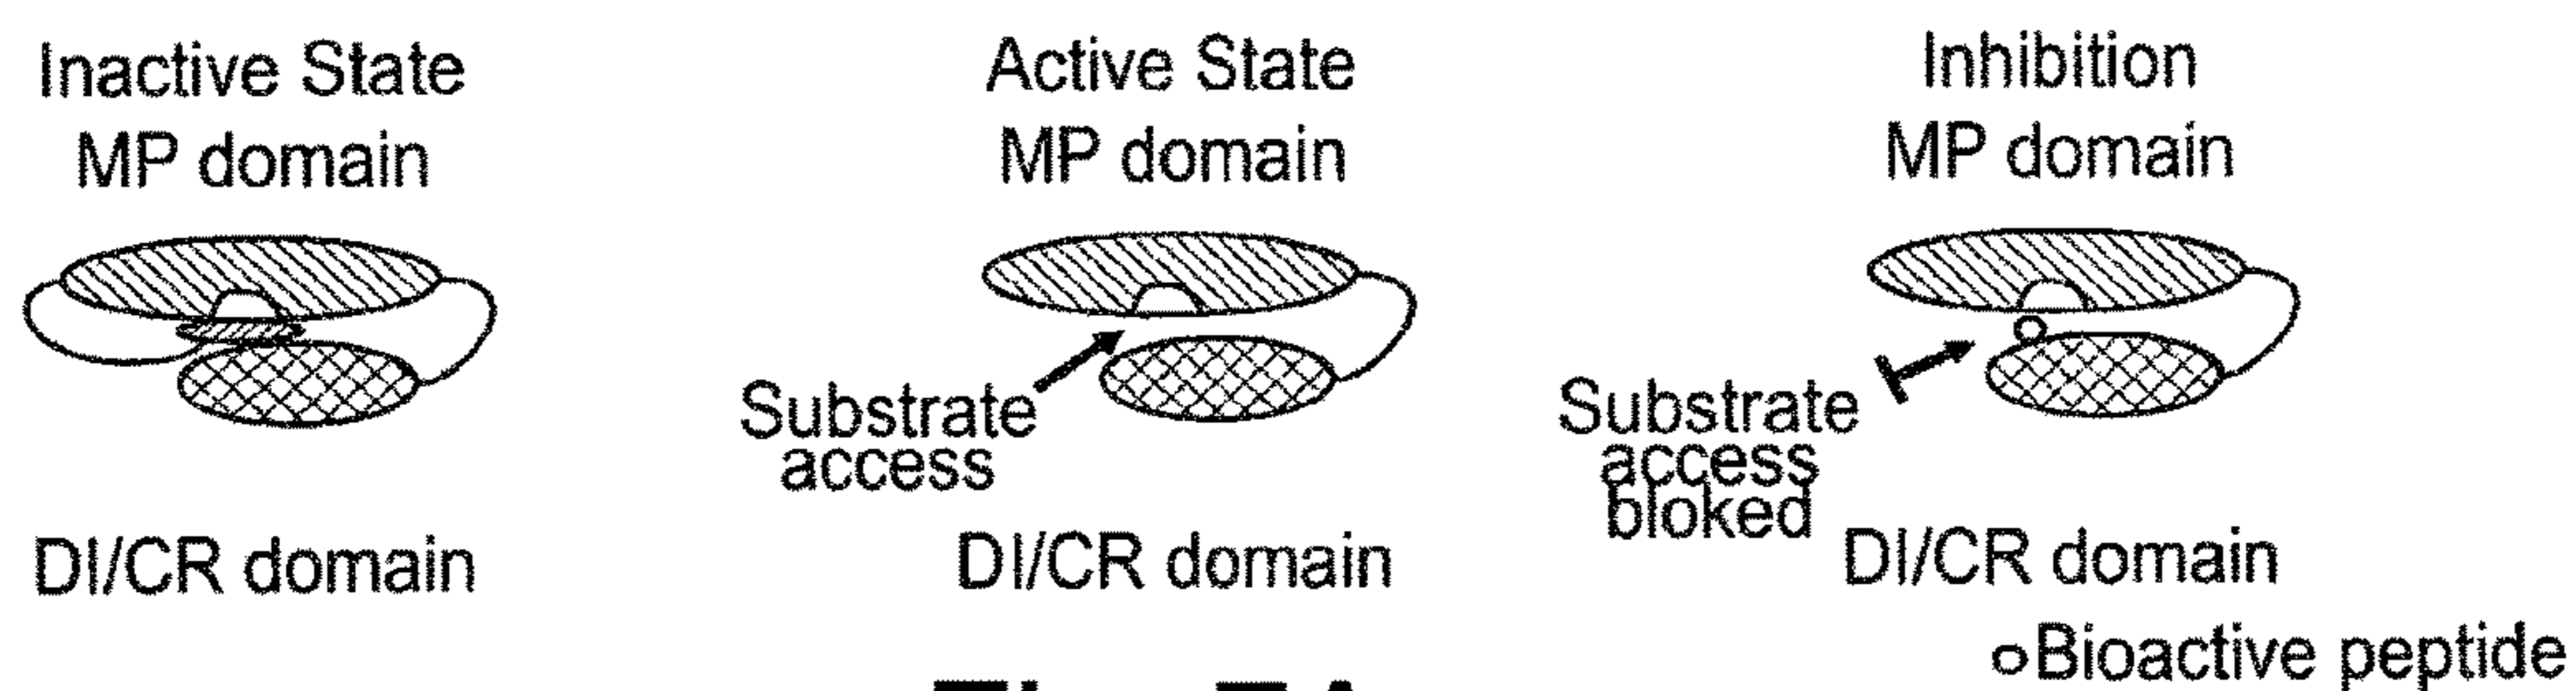 Inactive State
MP domain
DI/CR domain
Active State
MP domain
Substrate
access
DI/CR domain
Inhibition
MP domain
Substrate
access
bloked
DI/CR domain
Bioactive peptide